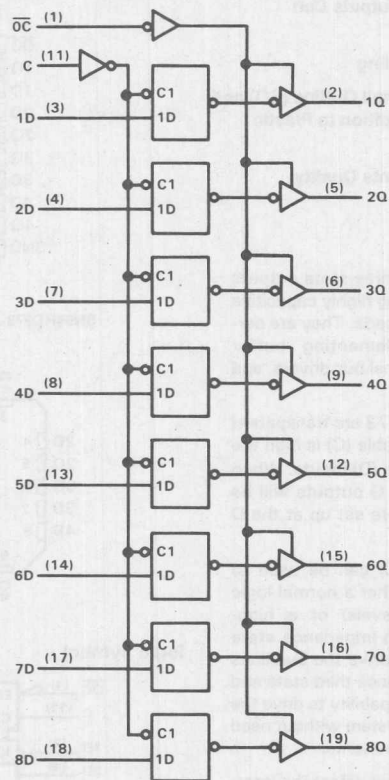 OC (1)
C (11)
C1
1D (3) 1D (2) 1Q
C1
2D (4) 1D (5) 2Q
C1
3D (7) 1D (6) 3Q
C1
4D (8) 1D (9) 4Q
C1
5D (13) 1D (12) 5Q
C1
6D (14) 1D (15) 6Q
C1
7D (17) 1D (16) 7Q
C1
8D (18) 1D (19) 8Q